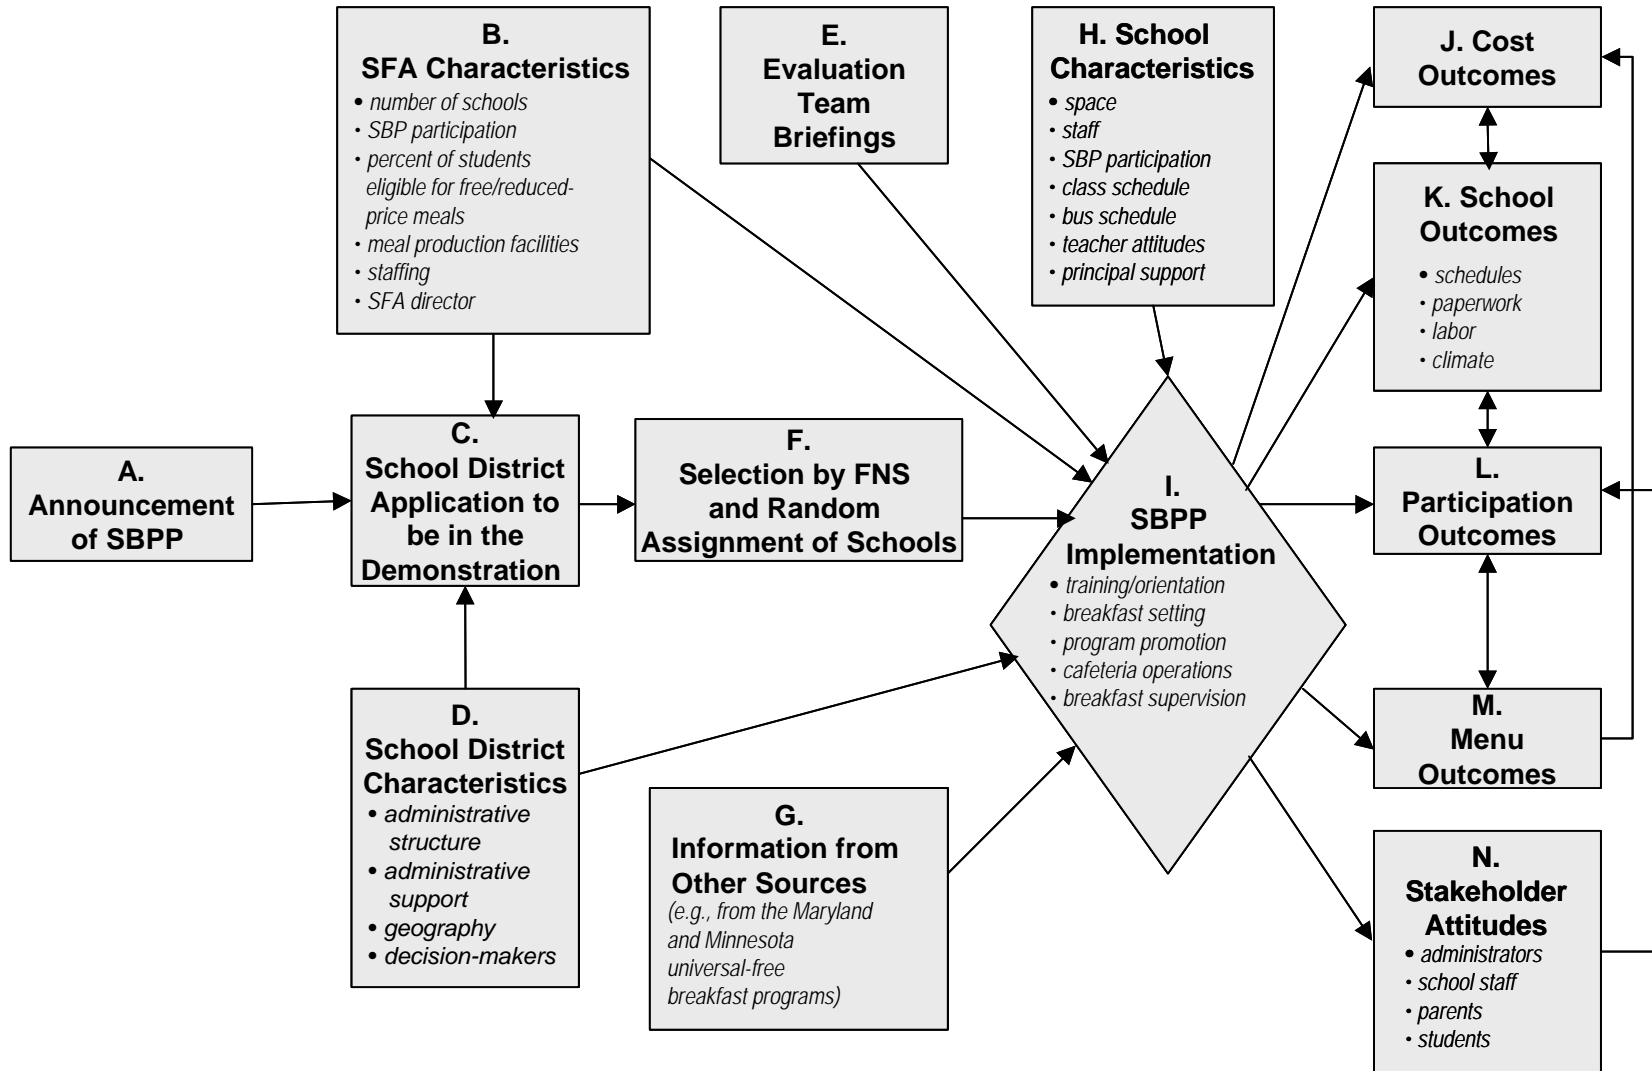 A.
Announcement
of SBPP
B.
SFA Characteristics
• number of schools
• SBP participation
• percent of students
eligible for free/reduced-
price meals
• meal production facilities
• staffing
• SFA director
C.
School District
Application to
be in the
Demonstration
D.
School District
Characteristics
• administrative
structure
• administrative
support
• geography
• decision-makers
E.
Evaluation
Team
Briefings
F.
Selection by FNS
and Random
Assignment of Schools
G.
Information from
Other Sources
(e.g., from the Maryland
and Minnesota
universal-free
breakfast programs)
H. School
Characteristics
• space
• staff
• SBP participation
• class schedule
• bus schedule
• teacher attitudes
• principal support
I.
SBPP
Implementation
• training/orientation
• breakfast setting
• program promotion
• cafeteria operations
• breakfast supervision
J. Cost
Outcomes
K. School
Outcomes
• schedules
• paperwork
• labor
• climate
L.
Participation
Outcomes
M.
Menu
Outcomes
N.
Stakeholder
Attitudes
• administrators
• school staff
• parents
• students